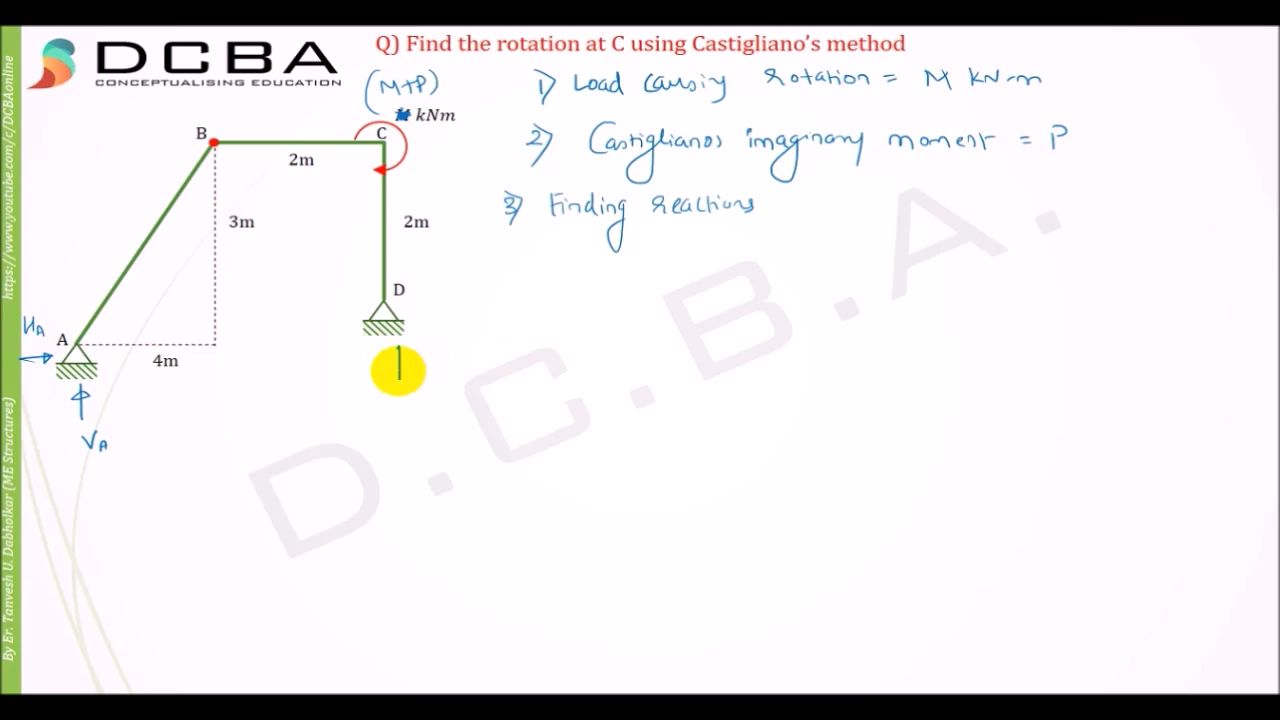 DCBA
CONCEPTUALISING EDUCATION
Q) Find the rotation at C using Castigliano's method
(M+P)
kNm
1) Load Causing rotation = M kN-m
2) Castiglianos imaginary moment = P
3) Finding reactions
B
C
2m
3m
2m
D
A
4m
HA
VA
D.C.B.A.
https://www.youtube.com/c/DCBAonline
By Er. Tanvesh U. Dabholkar (ME Structures)